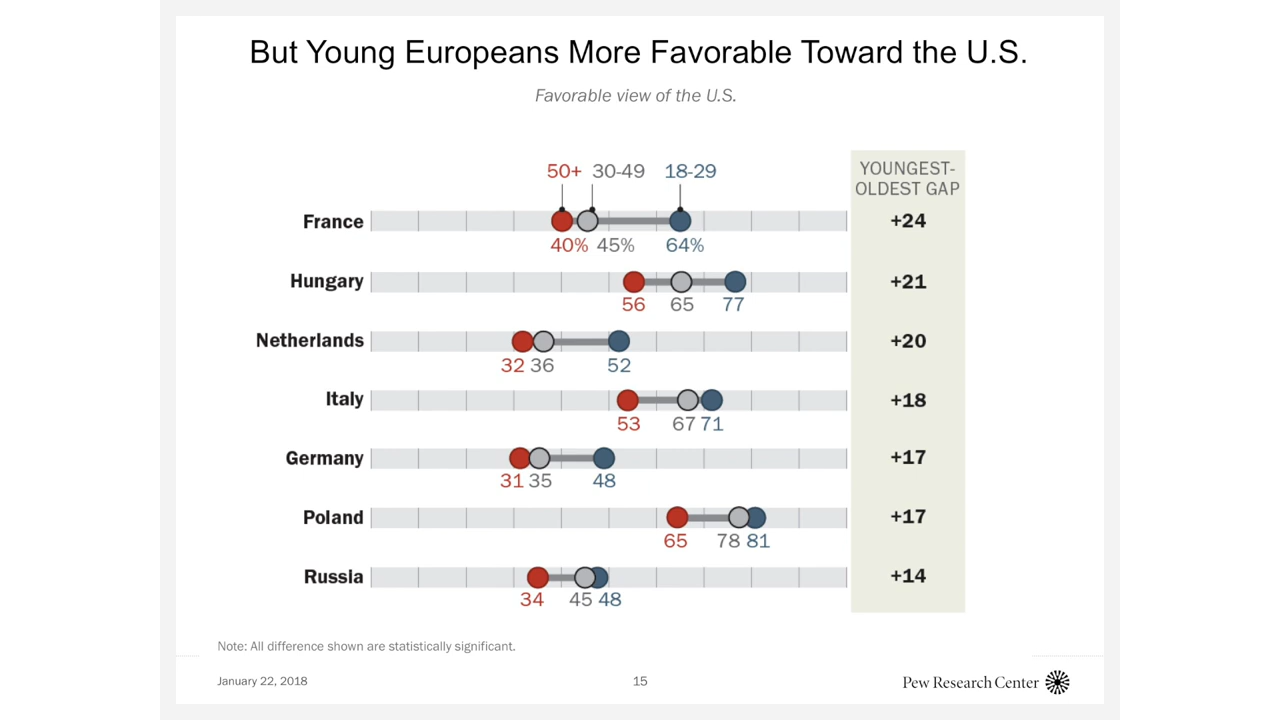 But Young Europeans More Favorable Toward the U.S.
Favorable view of the U.S.
YOUNGEST-
OLDEST GAP
50+ 30-49 18-29
France +24
40% 45% 64%
Hungary +21
56 65 77
Netherlands +20
32 36 52
Italy +18
53 67 71
Germany +17
31 35 48
Poland +17
65 78 81
Russia +14
34 45 48
Note: All difference shown are statistically significant.
January 22, 2018 15 Pew Research Center